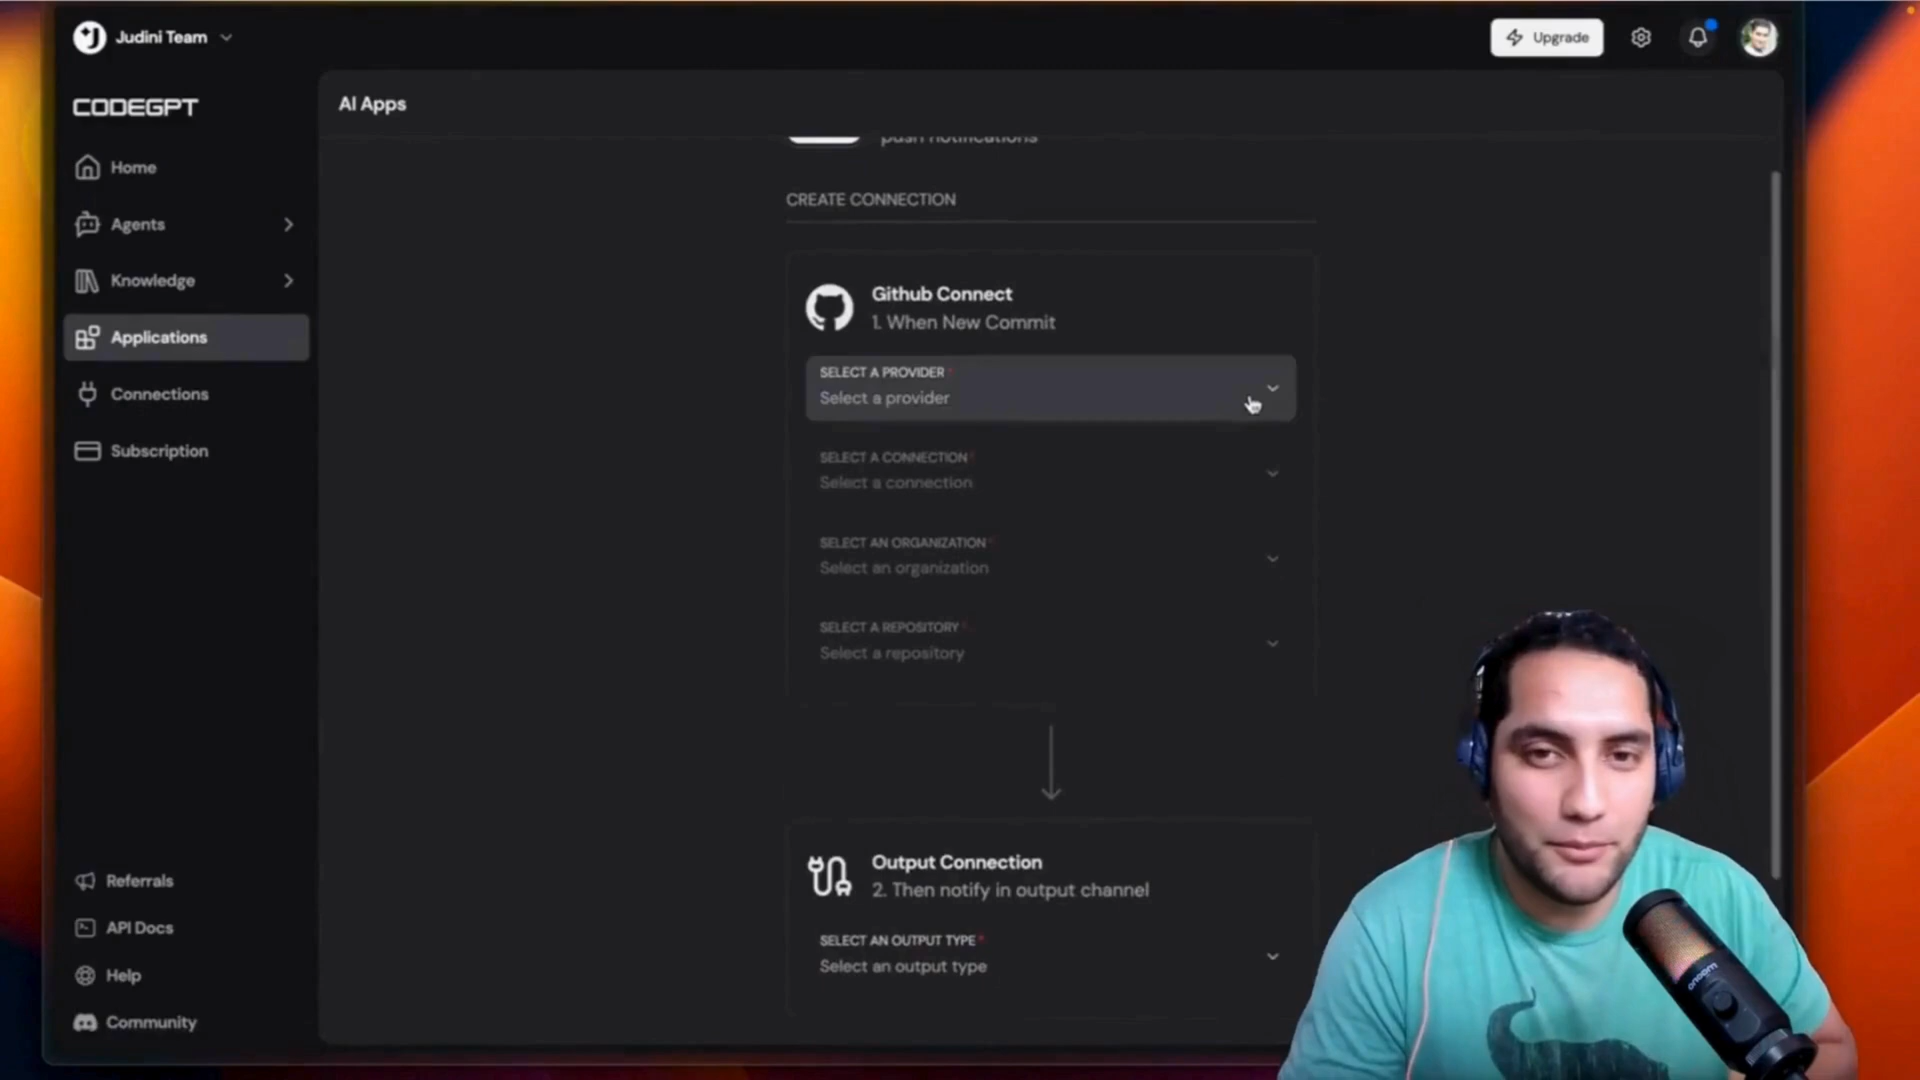 Judini Team
Upgrade
CODEGPT
AI Apps
Home
Agents
Knowledge
Applications
Connections
Subscription
Referrals
API Docs
Help
Community
push notifications
CREATE CONNECTION
Github Connect
1. When New Commit
SELECT A PROVIDER *
Select a provider
SELECT A CONNECTION *
Select a connection
SELECT AN ORGANIZATION *
Select an organization
SELECT A REPOSITORY *
Select a repository
Output Connection
2. Then notify in output channel
SELECT AN OUTPUT TYPE *
Select an output type
maono